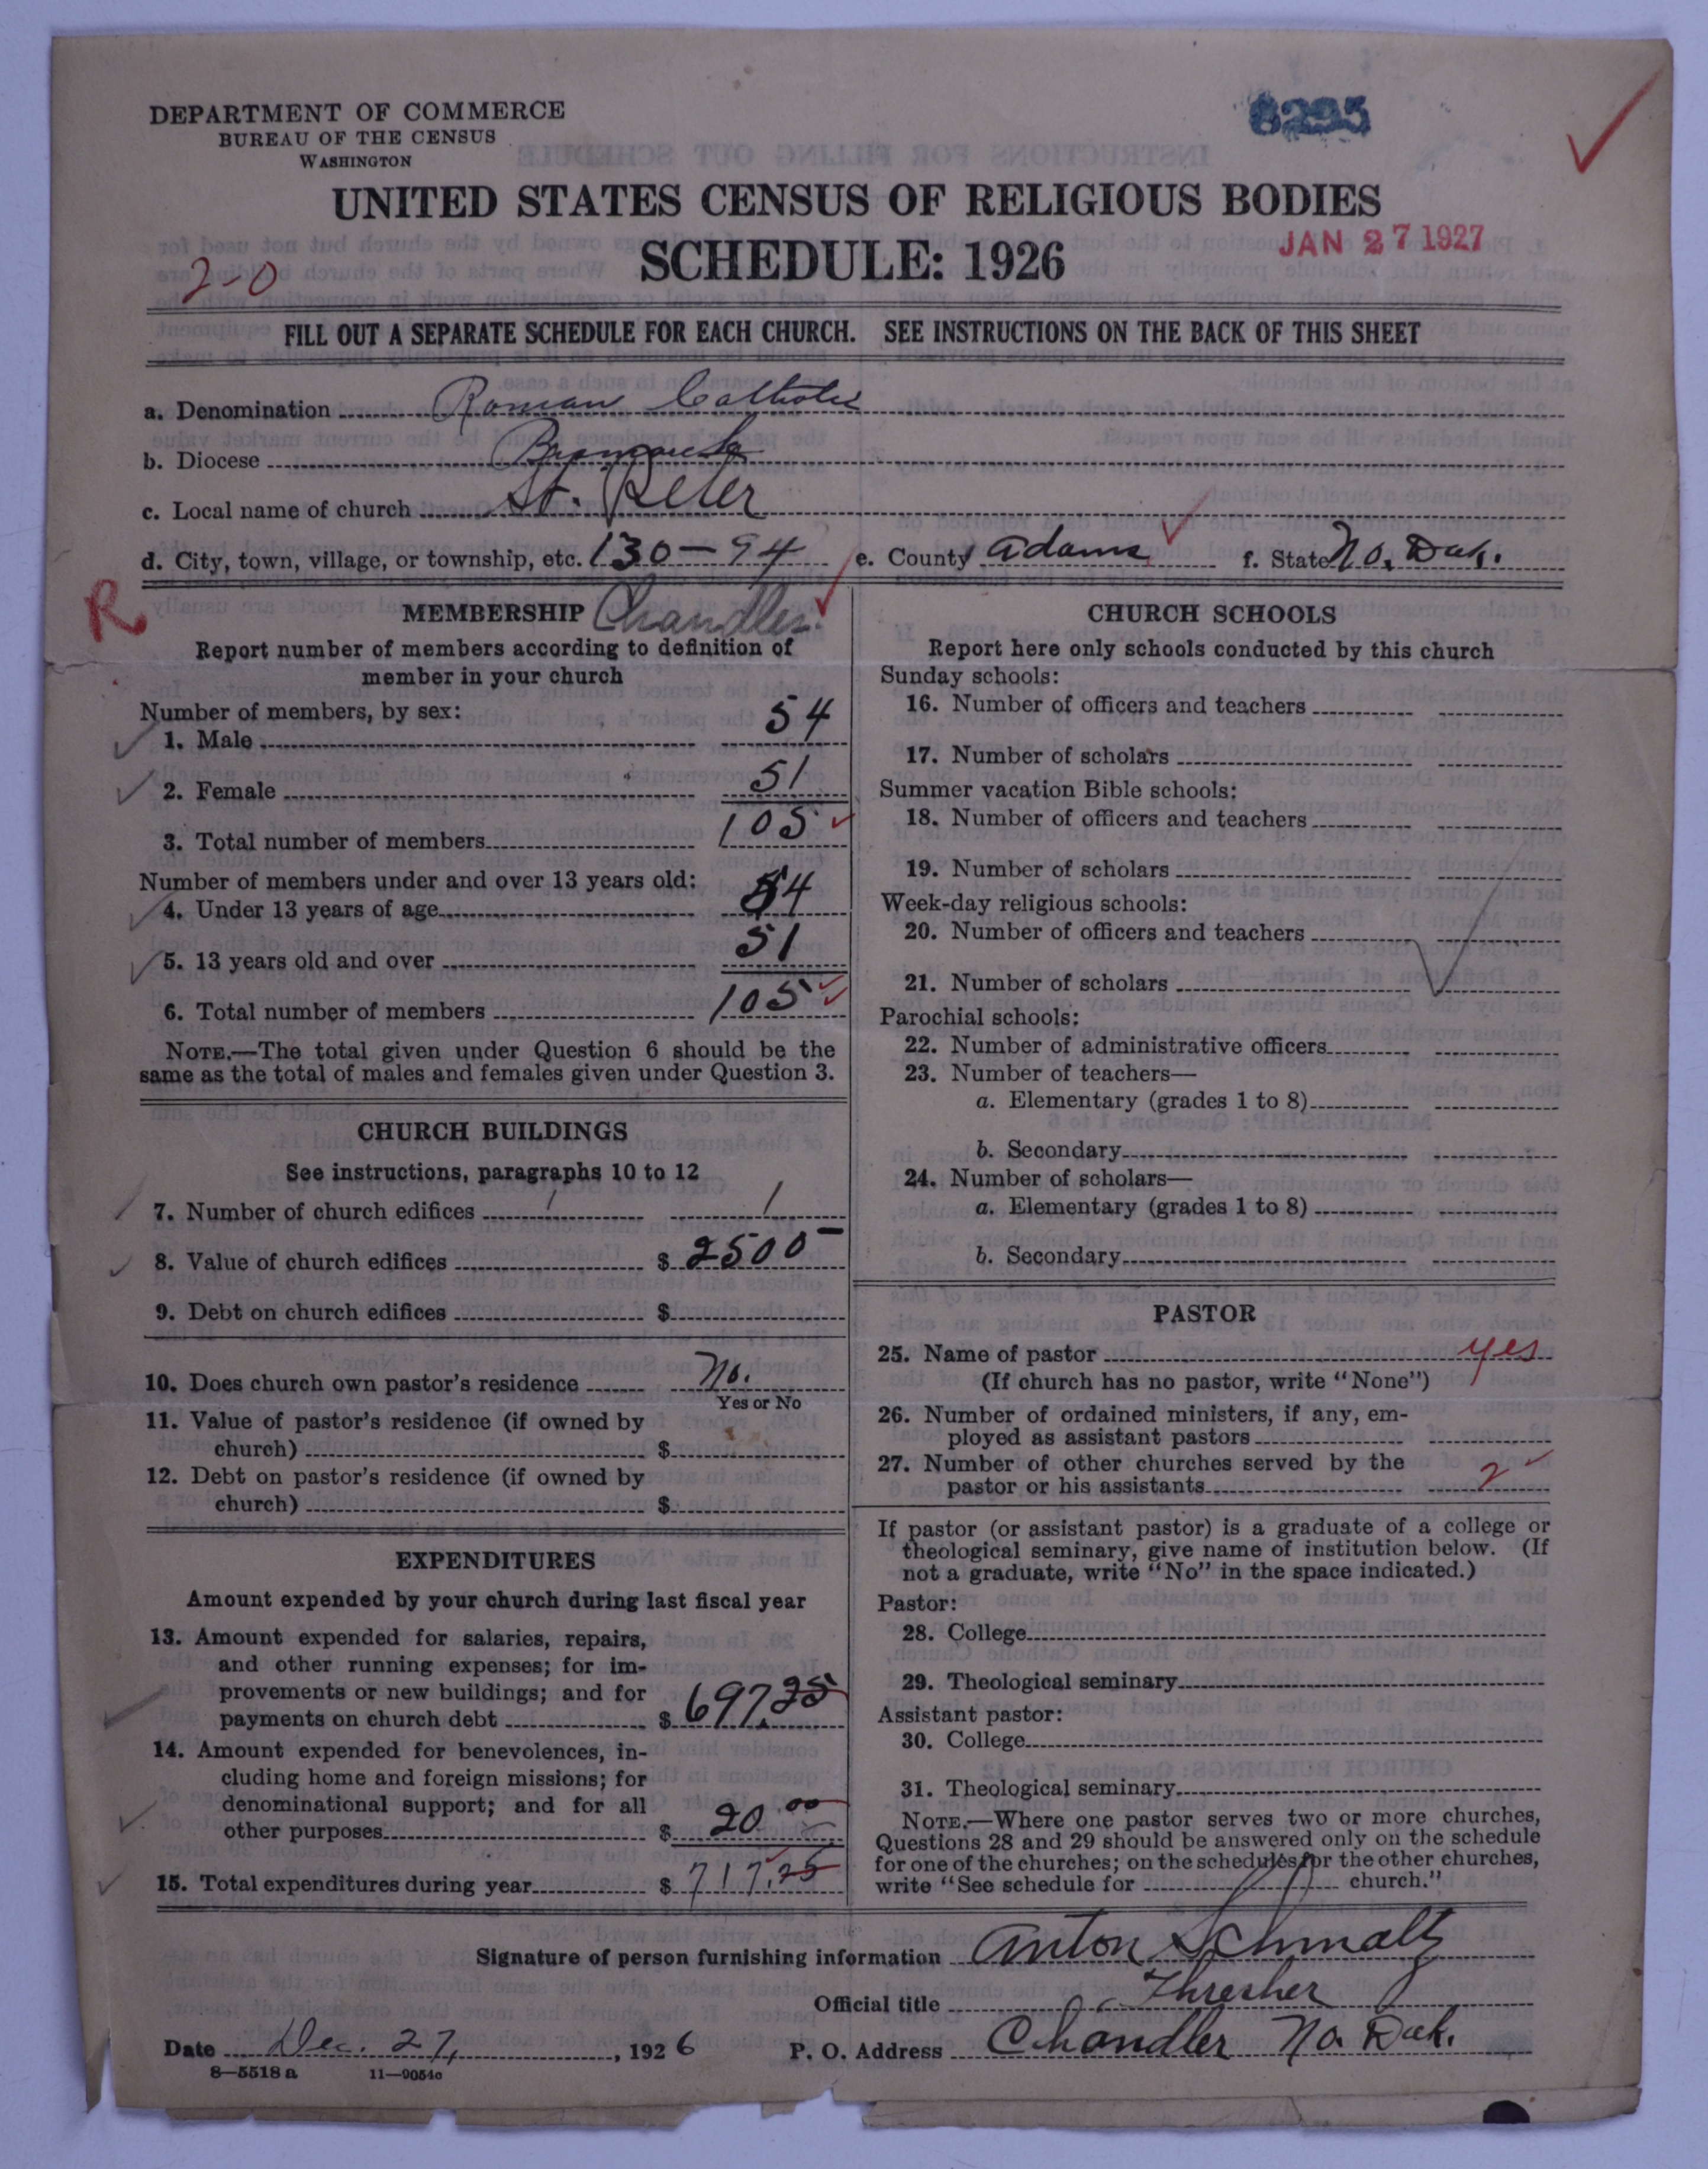 DEPARTMENT OF COMMERCE
BUREAU OF THE CENSUS
WASHINGTON
8295
UNITED STATES CENSUS OF RELIGIOUS BODIES
SCHEDULE: 1926
JAN 27 1927
2-0
FILL OUT A SEPARATE SCHEDULE FOR EACH CHURCH. SEE INSTRUCTIONS ON THE BACK OF THIS SHEET
a. Denomination Roman Catholic
b. Diocese Bismarck
c. Local name of church St. Peter
d. City, town, village, or township, etc. 130-94 e. County Adams f. State No. Dak.
R
MEMBERSHIP Chandler
Report number of members according to definition of
member in your church
Number of members, by sex:
1. Male 54
2. Female 51
3. Total number of members 105
Number of members under and over 13 years old:
4. Under 13 years of age 54
5. 13 years old and over 51
6. Total number of members 105
NOTE.—The total given under Question 6 should be the
same as the total of males and females given under Question 3.
CHURCH BUILDINGS
See instructions, paragraphs 10 to 12
7. Number of church edifices 1 1
8. Value of church edifices $ 2500-
9. Debt on church edifices $
10. Does church own pastor's residence No.
Yes or No
11. Value of pastor's residence (if owned by
church) $
12. Debt on pastor's residence (if owned by
church) $
EXPENDITURES
Amount expended by your church during last fiscal year
13. Amount expended for salaries, repairs,
and other running expenses; for im-
provements or new buildings; and for
payments on church debt $ 697.25
14. Amount expended for benevolences, in-
cluding home and foreign missions; for
denominational support; and for all
other purposes $ 20.00
15. Total expenditures during year $ 717.25
CHURCH SCHOOLS
Report here only schools conducted by this church
Sunday schools:
16. Number of officers and teachers
17. Number of scholars
Summer vacation Bible schools:
18. Number of officers and teachers
19. Number of scholars
Week-day religious schools:
20. Number of officers and teachers
21. Number of scholars
Parochial schools:
22. Number of administrative officers
23. Number of teachers—
a. Elementary (grades 1 to 8)
b. Secondary
24. Number of scholars—
a. Elementary (grades 1 to 8)
b. Secondary
PASTOR
25. Name of pastor yes
(If church has no pastor, write "None")
26. Number of ordained ministers, if any, em-
ployed as assistant pastors
27. Number of other churches served by the
pastor or his assistants 2
If pastor (or assistant pastor) is a graduate of a college or
theological seminary, give name of institution below. (If
not a graduate, write "No" in the space indicated.)
Pastor:
28. College
29. Theological seminary
Assistant pastor:
30. College
31. Theological seminary
NOTE.—Where one pastor serves two or more churches,
Questions 28 and 29 should be answered only on the schedule
for one of the churches; on the schedules for the other churches,
write "See schedule for church."
Signature of person furnishing information Anton Schmaltz
Official title Thresher
Date Dec. 27, 1926 P. O. Address Chandler No. Dak.
8—5518 a 11—9054c